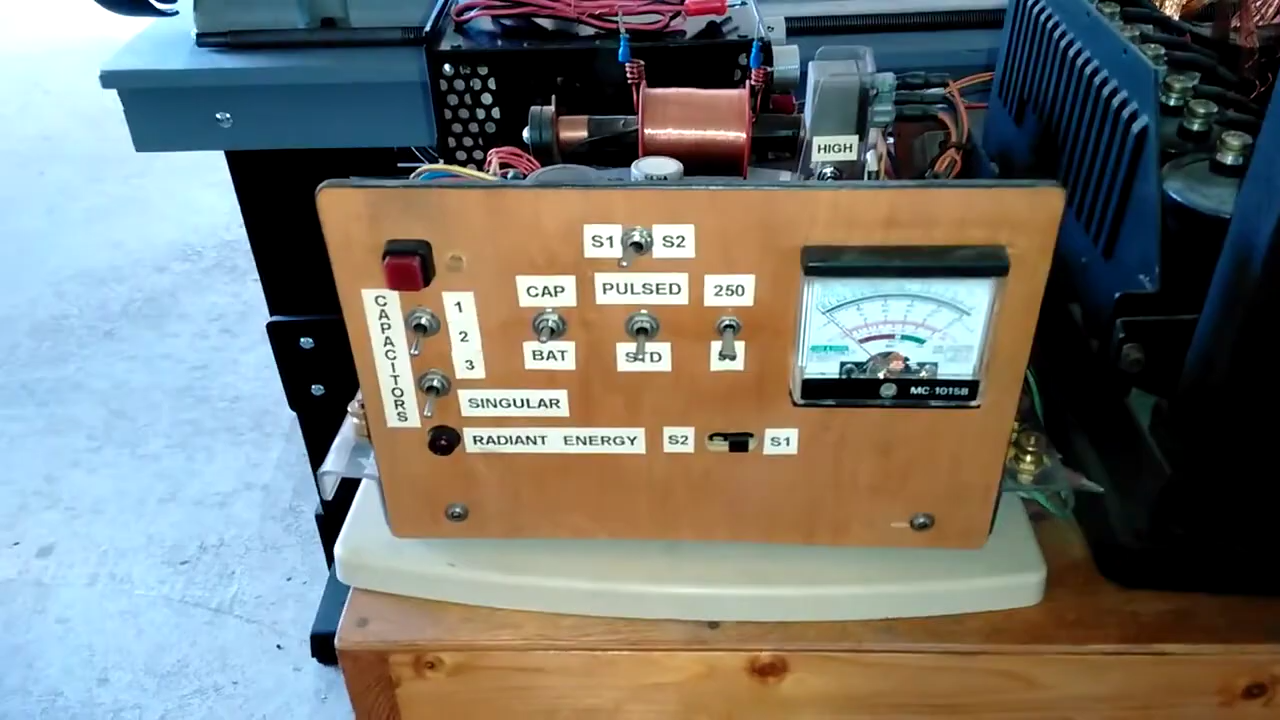 HIGH
S1 S2
CAP PULSED 250
CAPACITORS
1
2
3
BAT STD
SINGULAR
RADIANT ENERGY S2 S1
MC-1015B